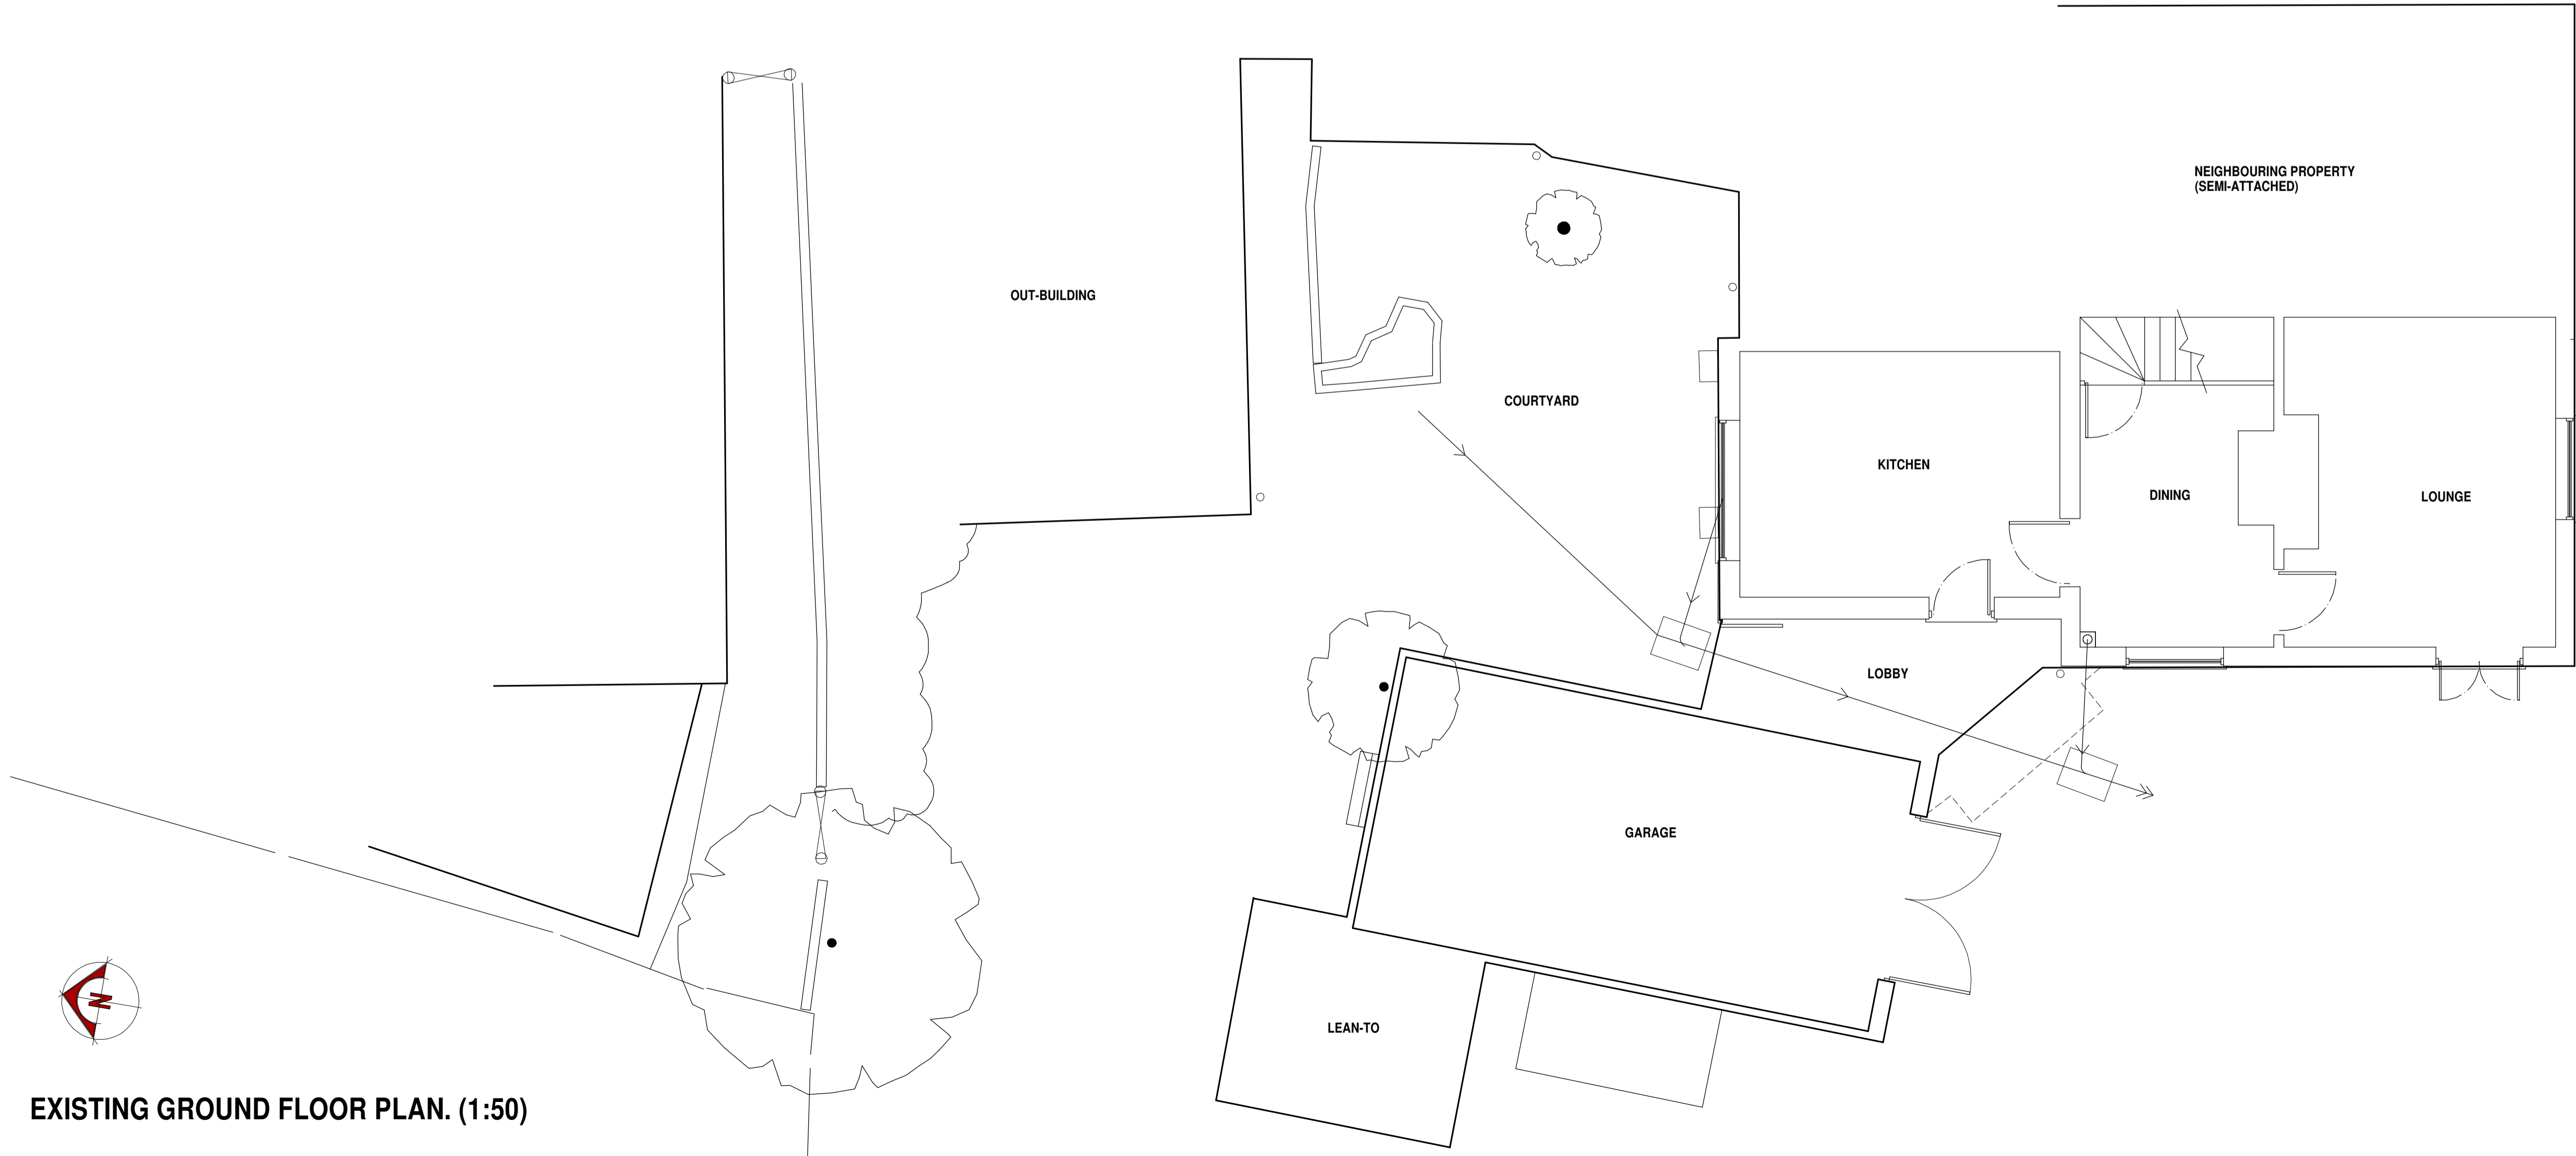 NEIGHBOURING PROPERTY
(SEMI-ATTACHED)
OUT-BUILDING
COURTYARD
KITCHEN
DINING
LOUNGE
LOBBY
GARAGE
LEAN-TO
N
EXISTING GROUND FLOOR PLAN. (1:50)